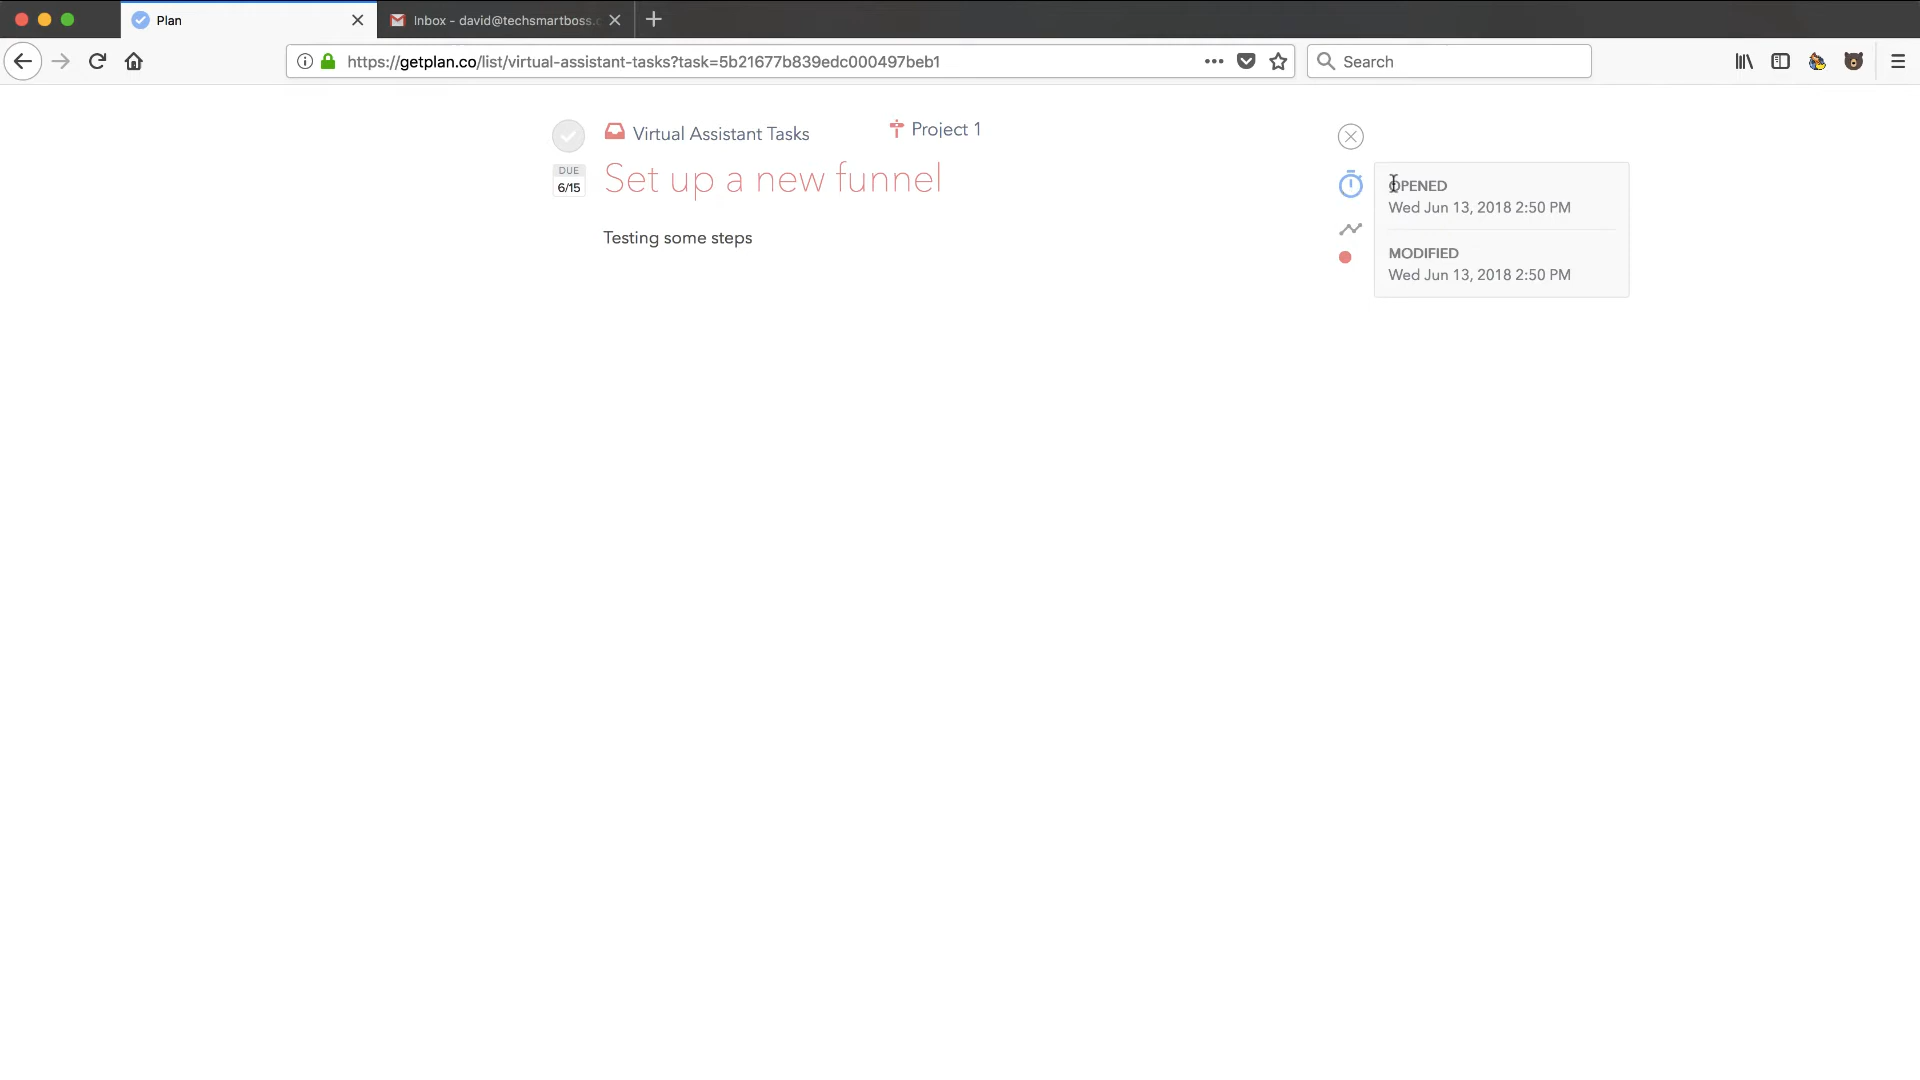 Plan
Inbox - david@techsmartboss.c
https://getplan.co/list/virtual-assistant-tasks?task=5b21677b839edc000497beb1
Search
Virtual Assistant Tasks
Project 1
DUE
6/15
Set up a new funnel
Testing some steps
OPENED
Wed Jun 13, 2018 2:50 PM
MODIFIED
Wed Jun 13, 2018 2:50 PM